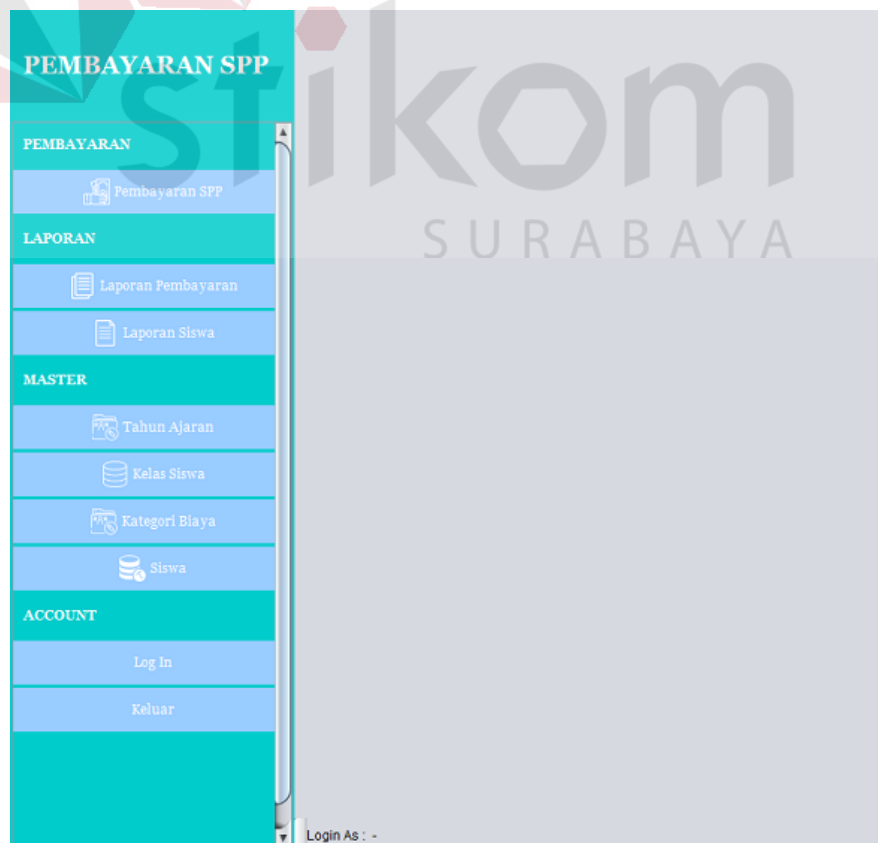 PEMBAYARAN SPP
stikom
SURABAYA
PEMBAYARAN
Pembayaran SPP
LAPORAN
Laporan Pembayaran
Laporan Siswa
MASTER
Tahun Ajaran
Kelas Siswa
Kategori Biaya
Siswa
ACCOUNT
Log In
Keluar
Login As : -